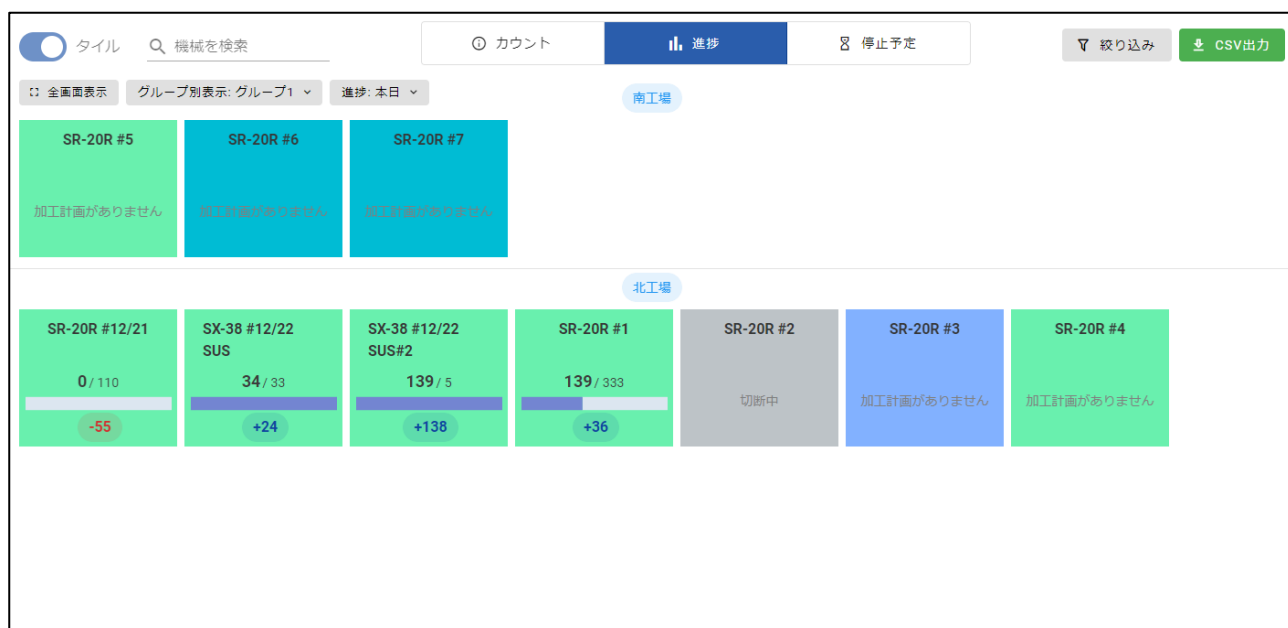 タイル
機械を検索
カウント
進捗
停止予定
絞り込み
CSV出力
全画面表示
グループ別表示: グループ1
進捗: 本日
南工場
SR-20R #5
SR-20R #6
SR-20R #7
加工計画がありません
加工計画がありません
加工計画がありません
北工場
SR-20R #12/21
0 / 110
-55
SX-38 #12/22
SUS
34 / 33
+24
SX-38 #12/22
SUS#2
139 / 5
+138
SR-20R #1
139 / 333
+36
SR-20R #2
切断中
SR-20R #3
加工計画がありません
SR-20R #4
加工計画がありません